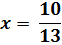 x = 10/13